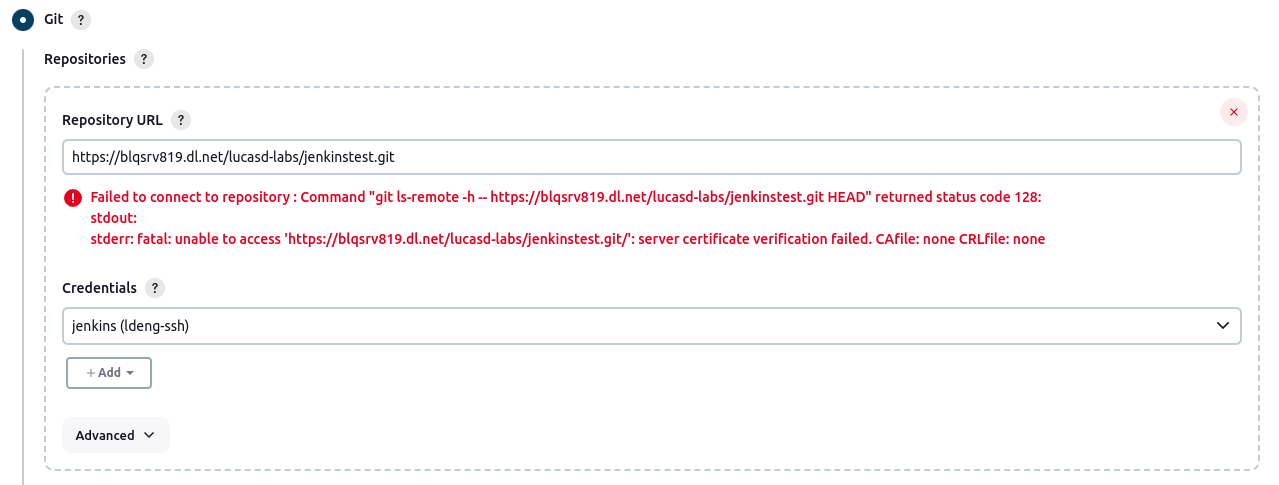 Git ?
Repositories ?
Repository URL ?
https://blqsrv819.dl.net/lucasd-labs/jenkinstest.git
Failed to connect to repository : Command "git ls-remote -h -- https://blqsrv819.dl.net/lucasd-labs/jenkinstest.git HEAD" returned status code 128:
stdout:
stderr: fatal: unable to access 'https://blqsrv819.dl.net/lucasd-labs/jenkinstest.git/': server certificate verification failed. CAfile: none CRLfile: none
Credentials ?
jenkins (ldeng-ssh)
+ Add
Advanced